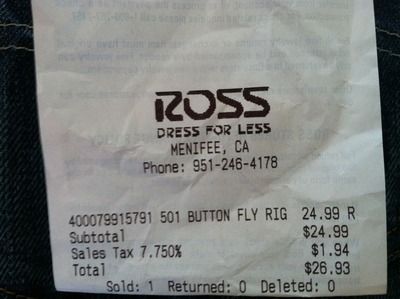 ROSS
DRESS FOR LESS
MENIFEE, CA
Phone: 951-246-4178
400079915791 501 BUTTON FLY RIG 24.99 R
Subtotal $24.99
Sales Tax 7.750% $1.94
Total $26.93
Sold: 1 Returned: 0 Deleted: 0